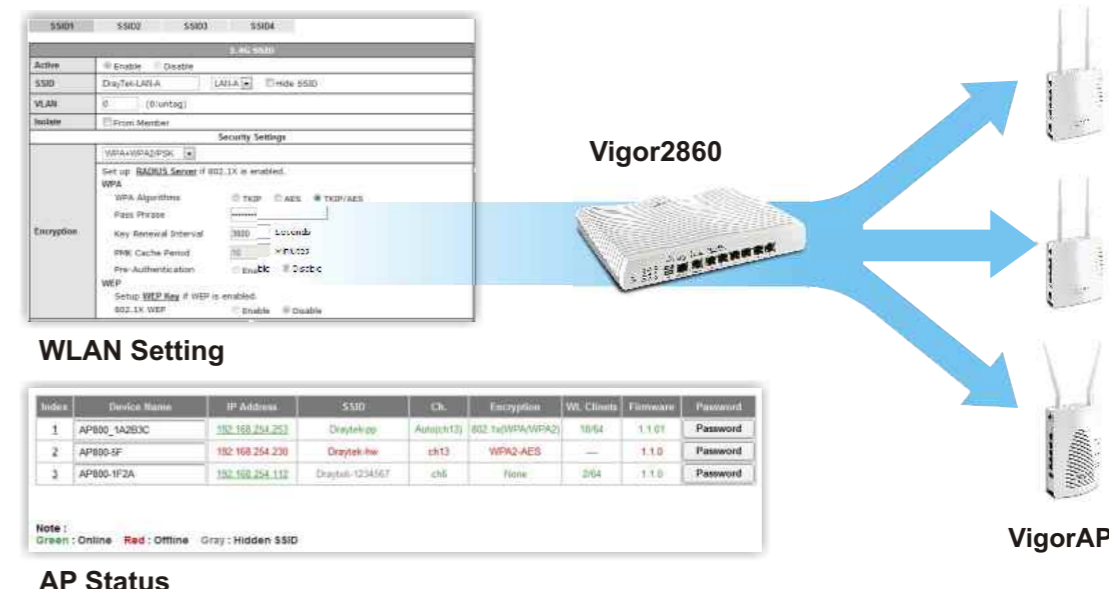 SSID1 SSID2 SSID3 SSID4
2.4G SSID
Active Enable Disable
SSID DrayTek-LAN-A LAN-A Hide SSID
VLAN 0 (0:untag)
Isolate From Member
Security Settings
Encryption
WPA+WPA2/PSK
Set up RADIUS Server if 802.1X is enabled.
WPA
WPA Algorithms TKIP AES TKIP/AES
Pass Phrase
Key Renewal Interval 3600 seconds
PMK Cache Period 10 minutes
Pre-Authentication Enable Disable
WEP
Setup WEP Key if WEP is enabled.
802.1X WEP Enable Disable
WLAN Setting
Vigor2860
Index Device Name IP Address SSID Ch. Encryption WL Clinets Firmware Password
1 AP800_1A2B3C 192.168.254.253 Draytek-pp Auto(ch13) 802.1x(WPA/WPA2) 18/64 1.1.01 Password
2 AP800-5F 192.168.254.230 Draytek-hw ch13 WPA2-AES — 1.1.0 Password
3 AP800-1F2A 192.168.254.112 Draytek-1234567 ch6 None 2/64 1.1.0 Password
Note :
Green : Online Red : Offline Gray : Hidden SSID
AP Status
VigorAP